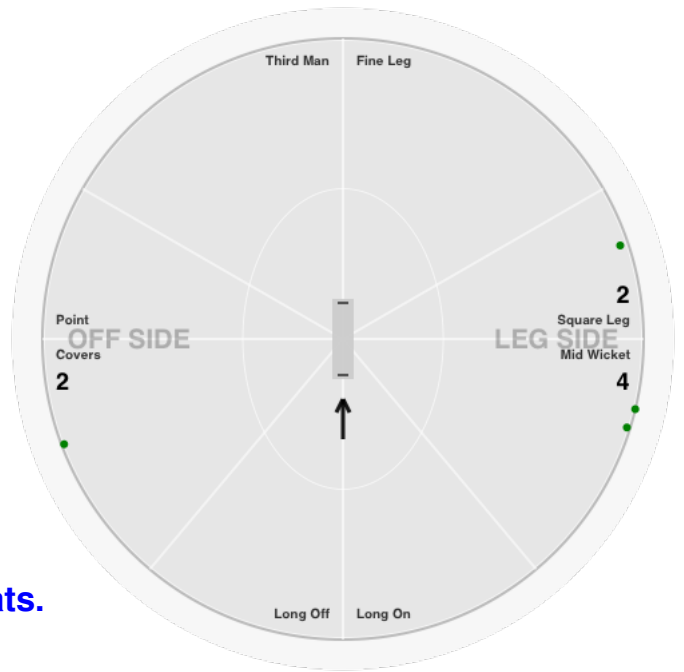 Third Man Fine Leg
2
Point Square Leg
OFF SIDE LEG SIDE
Covers Mid Wicket
2 4
Long Off Long On